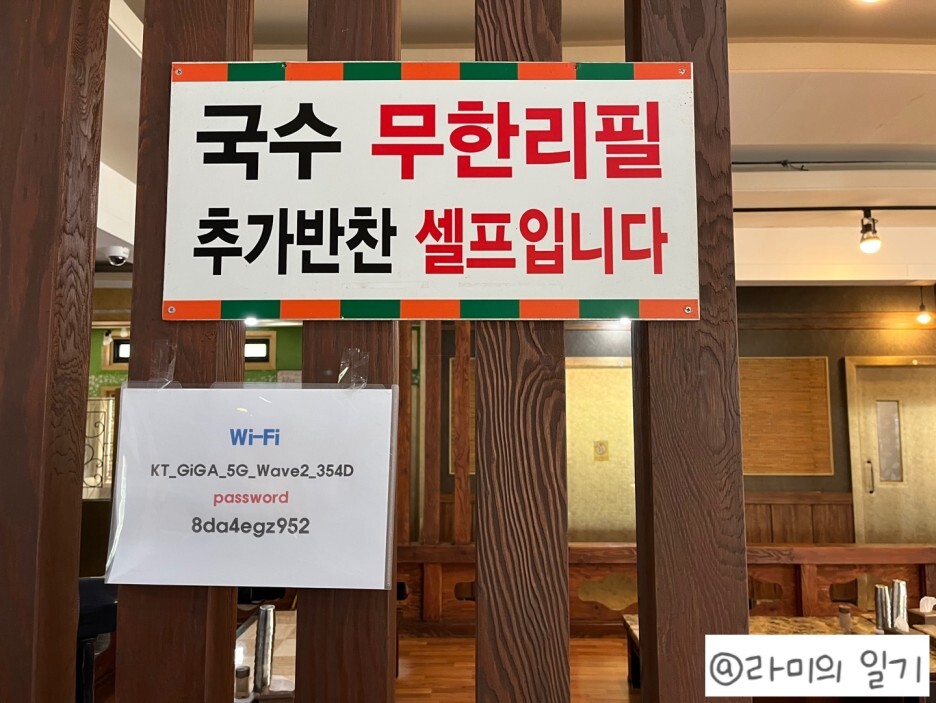 국수 무한리필
추가반찬 셀프입니다
Wi-Fi
KT_GiGA_5G_Wave2_354D
password
8da4egz952
@라미의 일기